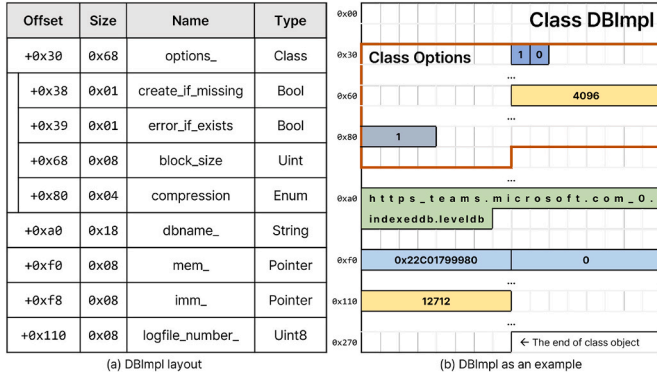 Offset Size Name Type
+0x30 0x68 options_ Class
+0x38 0x01 create_if_missing Bool
+0x39 0x01 error_if_exists Bool
+0x68 0x08 block_size Uint
+0x80 0x04 compression Enum
+0xa0 0x18 dbname_ String
+0xf0 0x08 mem_ Pointer
+0xf8 0x08 imm_ Pointer
+0x110 0x08 logfile_number_ Uint8
(a) DBImpl layout
0x00 Class DBImpl
0x30 Class Options 1 0
...
0x60 4096
...
0x80 1
...
0xa0 https_teams.microsoft.com_0.
indexeddb.leveldb
...
0xf0 0x22C01799980 0
...
0x110 12712
...
0x270 ← The end of class object
(b) DBImpl as an example